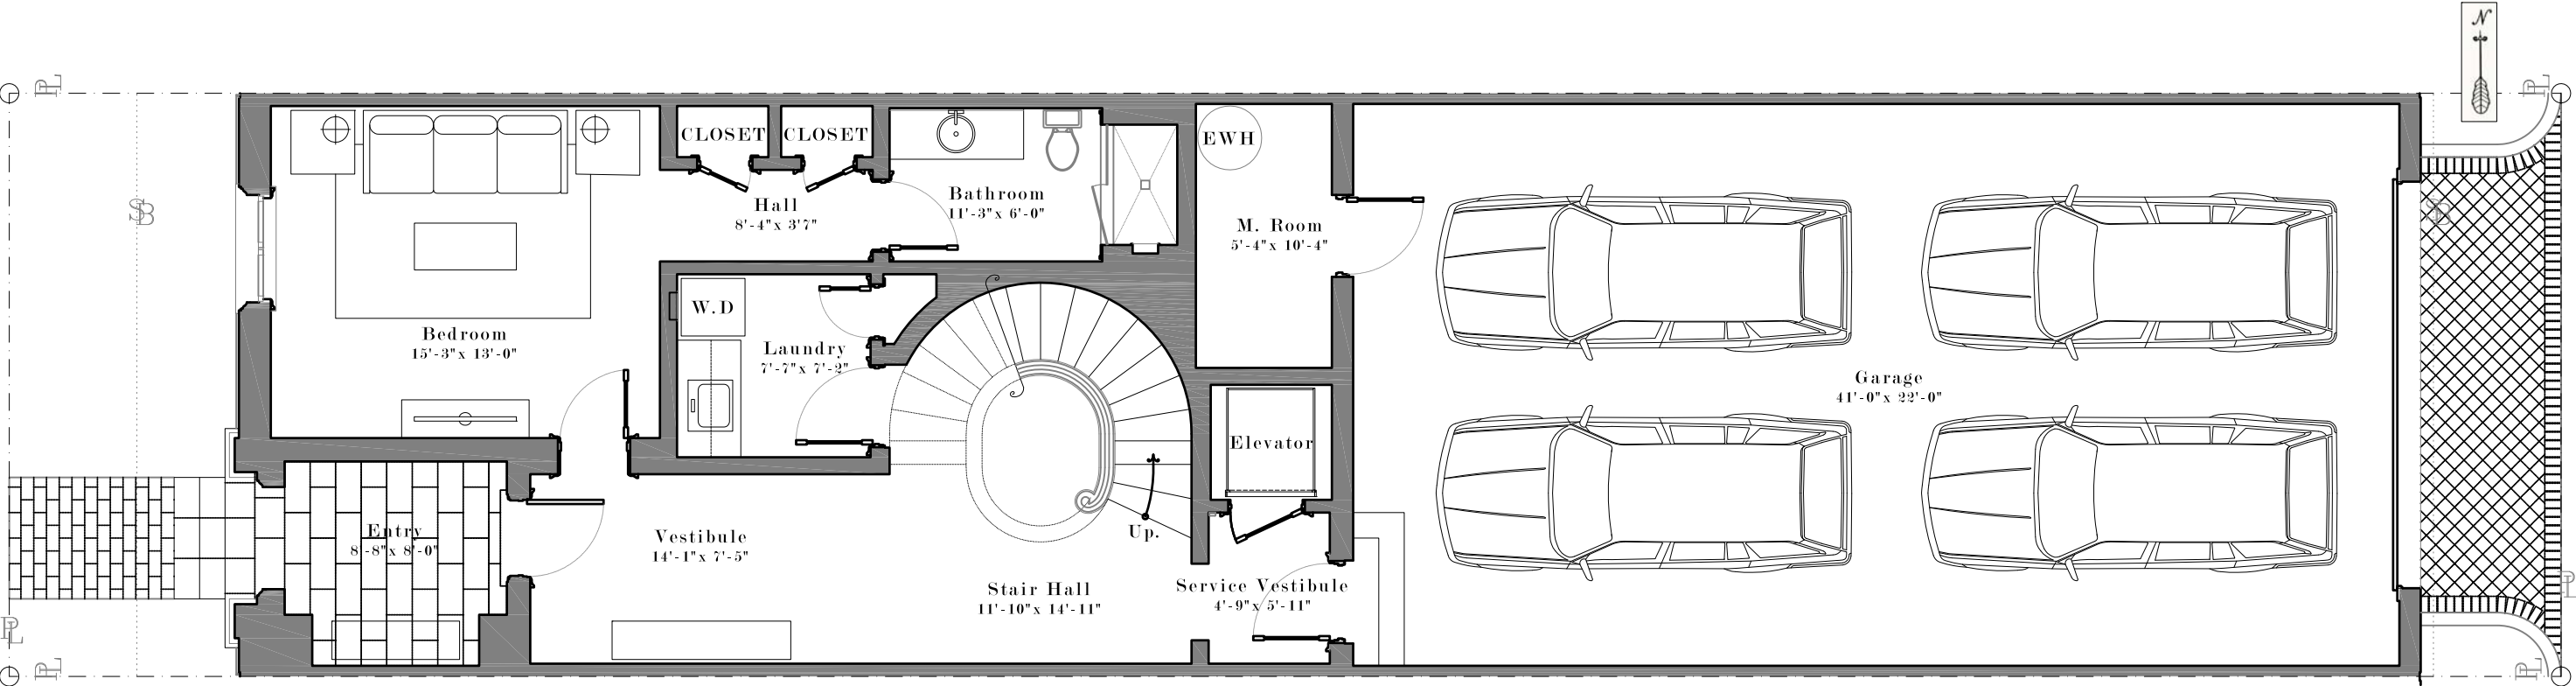 N
PL
PL
CLOSET
CLOSET
EWH
Bathroom
11'-3"x 6'-0"
Hall
8'-4"x 3'7"
SB
SB
M. Room
5'-4"x 10'-4"
W.D
Bedroom
15'-3"x 13'-0"
Laundry
7'-7"x 7'-2"
Garage
41'-0"x 22'-0"
Elevator
Entry
8'-8"x 8'-0"
Vestibule
14'-1"x 7'-5"
Up.
Stair Hall
11'-10"x 14'-11"
Service Vestibule
4'-9"x 5'-11"
PL
PL
PL
PL